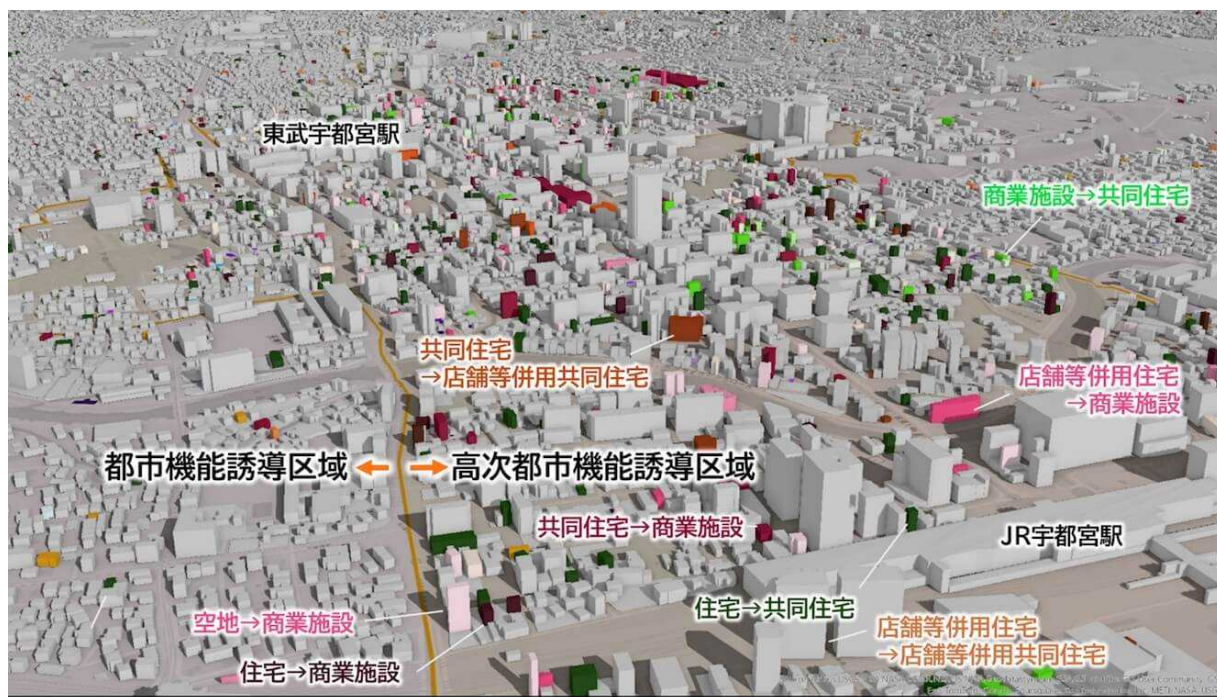 東武宇都宮駅
商業施設→共同住宅
共同住宅
→店舗等併用共同住宅
店舗等併用住宅
→商業施設
都市機能誘導区域
高次都市機能誘導区域
共同住宅→商業施設
JR宇都宮駅
空地→商業施設
住宅→共同住宅
店舗等併用住宅
→店舗等併用共同住宅
住宅→商業施設